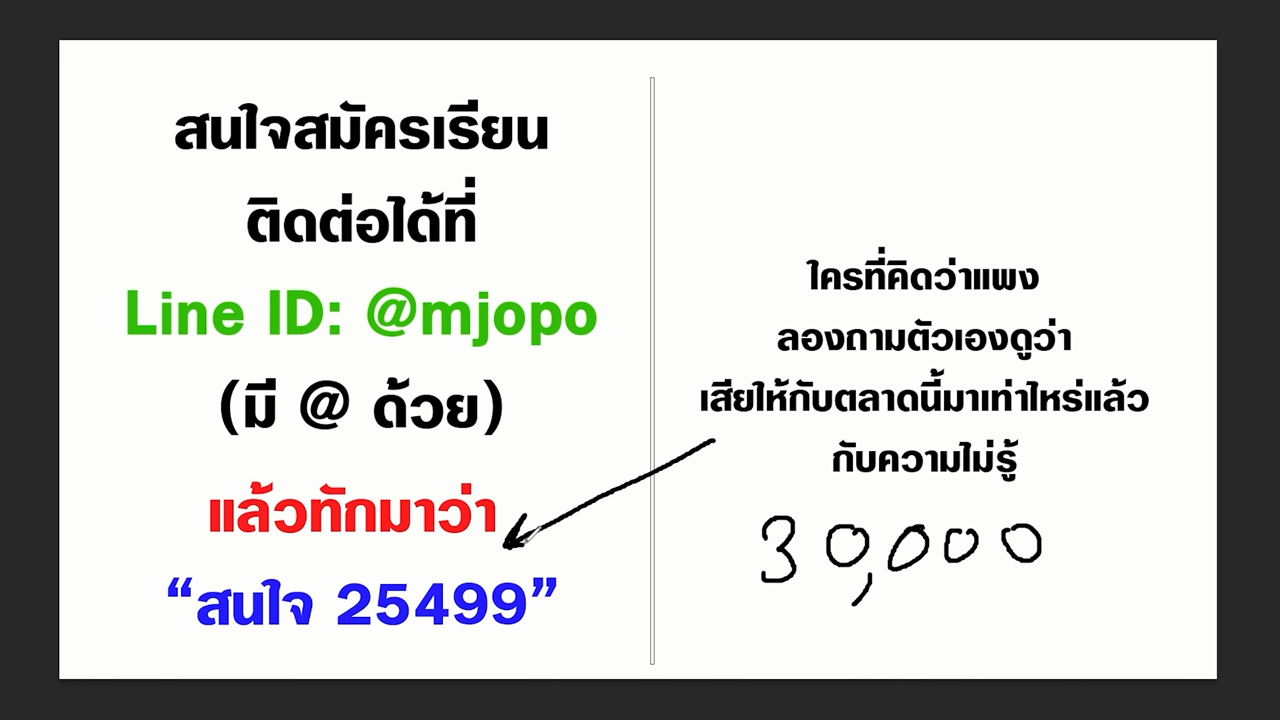 สนใจสมัครเรียน
ติดต่อได้ที่
Line ID: @mjopo
(มี @ ด้วย)
แล้วทักมาว่า
“สนใจ 25499”
ใครที่คิดว่าแพง
ลองถามตัวเองดูว่า
เสียให้กับตลาดนี้มาเท่าไหร่แล้ว
กับความไม่รู้
30,000